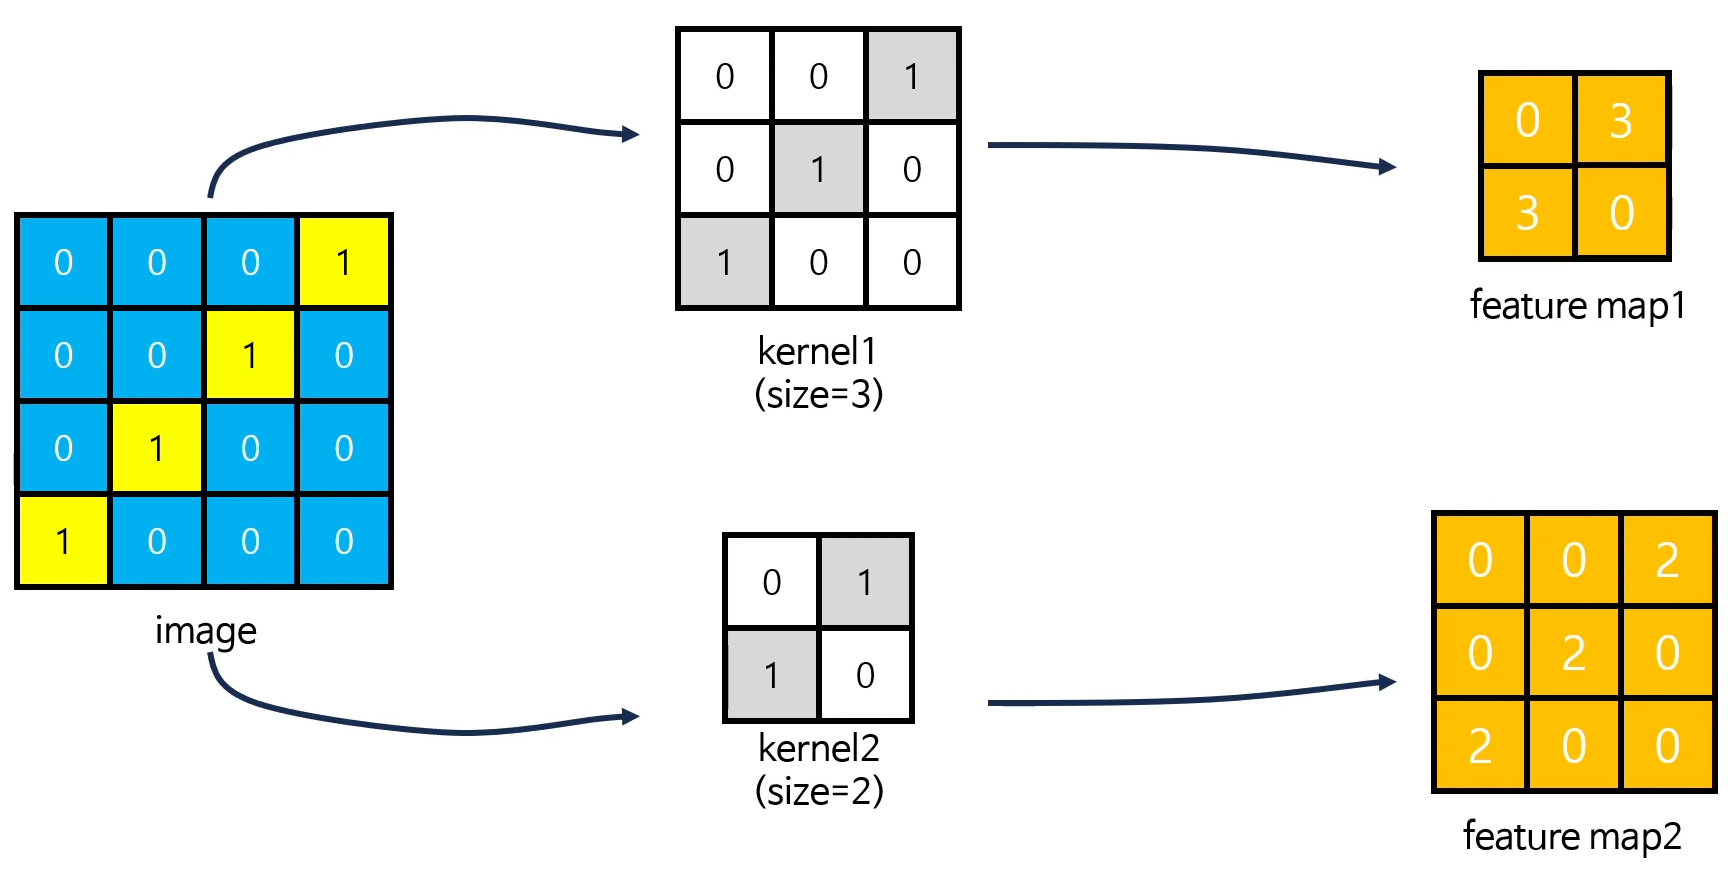 0 0 0 1
0 0 1 0
0 1 0 0
1 0 0 0
image
0 0 1
0 1 0
1 0 0
kernel1
(size=3)
0 3
3 0
feature map1
0 1
1 0
kernel2
(size=2)
0 0 2
0 2 0
2 0 0
feature map2